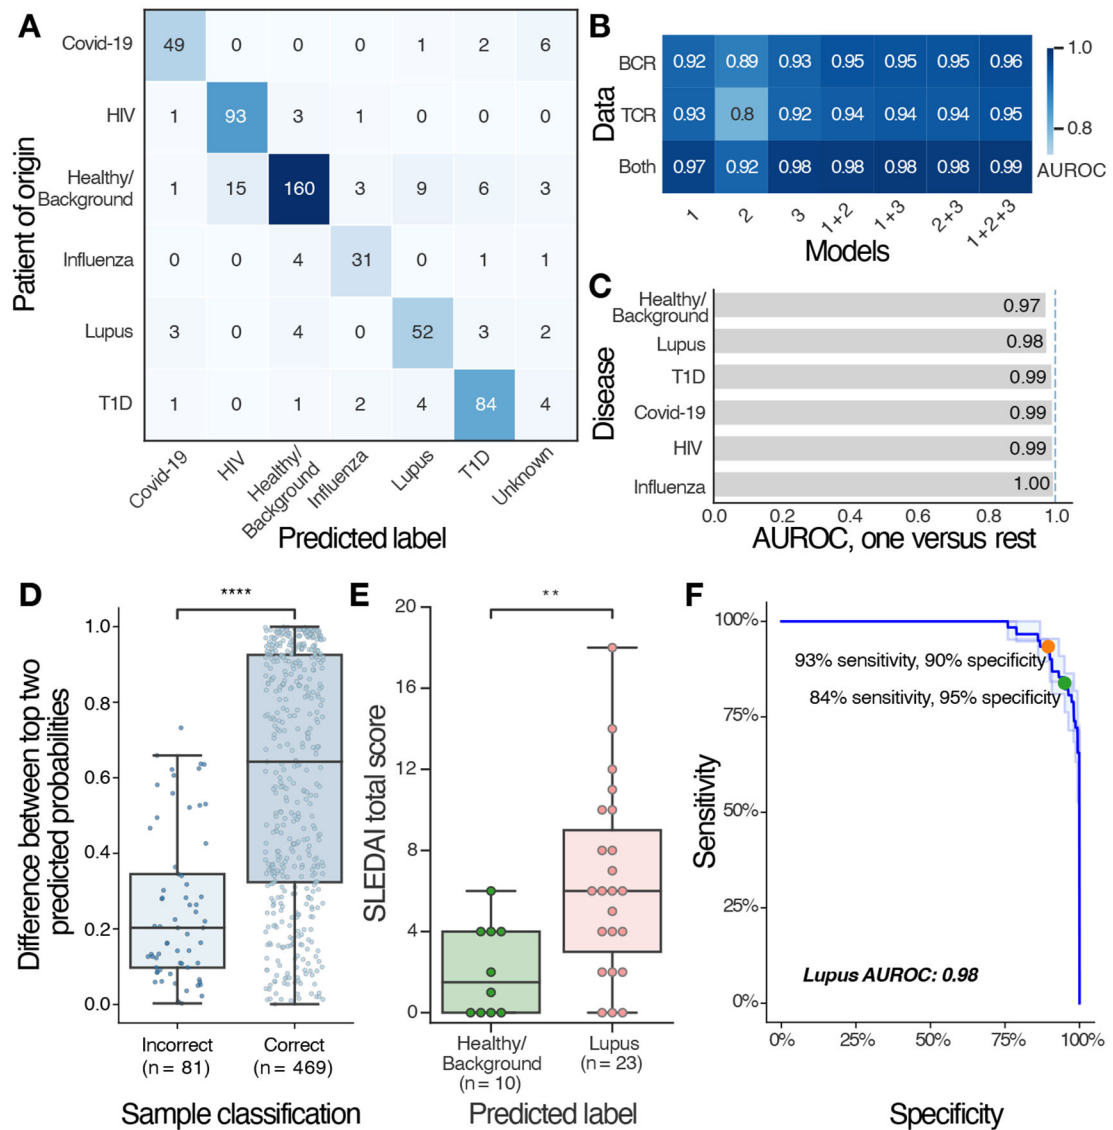 A
Patient of origin
Covid-19 49 0 0 0 1 2 6
HIV 1 93 3 1 0 0 0
Healthy/
Background 1 15 160 3 9 6 3
Influenza 0 0 4 31 0 1 1
Lupus 3 0 4 0 52 3 2
T1D 1 0 1 2 4 84 4
Covid-19 HIV Healthy/
Background Influenza Lupus T1D Unknown
Predicted label
B
Data
BCR 0.92 0.89 0.93 0.95 0.95 0.95 0.96
TCR 0.93 0.8 0.92 0.94 0.94 0.94 0.95
Both 0.97 0.92 0.98 0.98 0.98 0.98 0.99
1 2 3 1+2 1+3 2+3 1+2+3
Models
1.0
0.8
AUROC
C
Disease
Healthy/
Background 0.97
Lupus 0.98
T1D 0.99
Covid-19 0.99
HIV 0.99
Influenza 1.00
0.0 0.2 0.4 0.6 0.8 1.0
AUROC, one versus rest
D
Difference between top two
predicted probabilities
****
1.0
0.8
0.6
0.4
0.2
0.0
Incorrect
(n = 81)
Correct
(n = 469)
Sample classification
E
SLEDAI total score
**
20
16
12
8
4
0
Healthy/
Background
(n = 10)
Lupus
(n = 23)
Predicted label
F
Sensitivity
100%
75%
50%
25%
0%
93% sensitivity, 90% specificity
84% sensitivity, 95% specificity
Lupus AUROC: 0.98
0% 25% 50% 75% 100%
Specificity